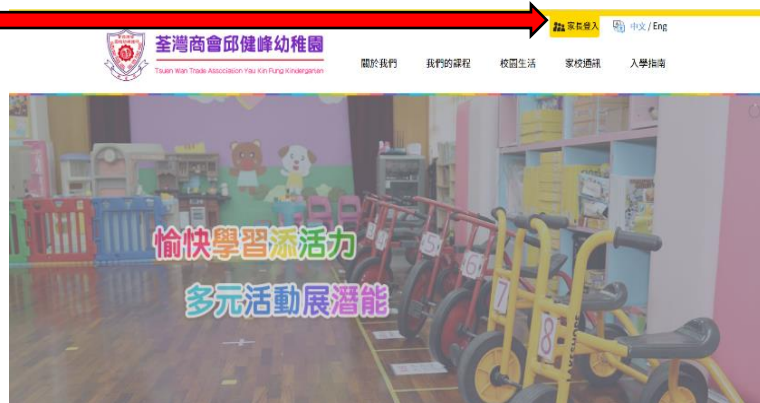 家長登入 中文 / Eng
荃灣商會邱健峰幼稚園
Tsuen Wan Trade Association Yau Kin Fung Kindergarten
關於我們 我們的課程 校園生活 家校通訊 入學指南
愉快學習添活力
多元活動展潛能
5
6
7
8
LAKESHORE